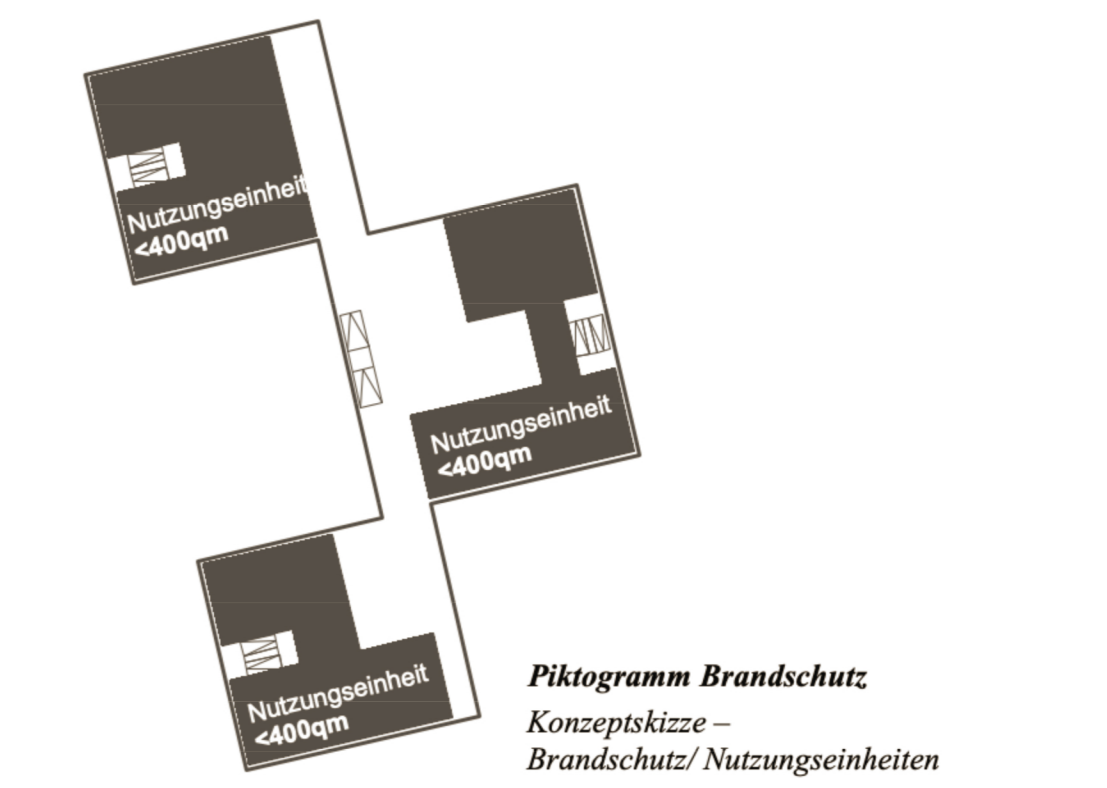 Nutzungseinheit
<400qm
Nutzungseinheit
<400qm
Nutzungseinheit
<400qm
Piktogramm Brandschutz
Konzeptskizze –
Brandschutz/ Nutzungseinheiten